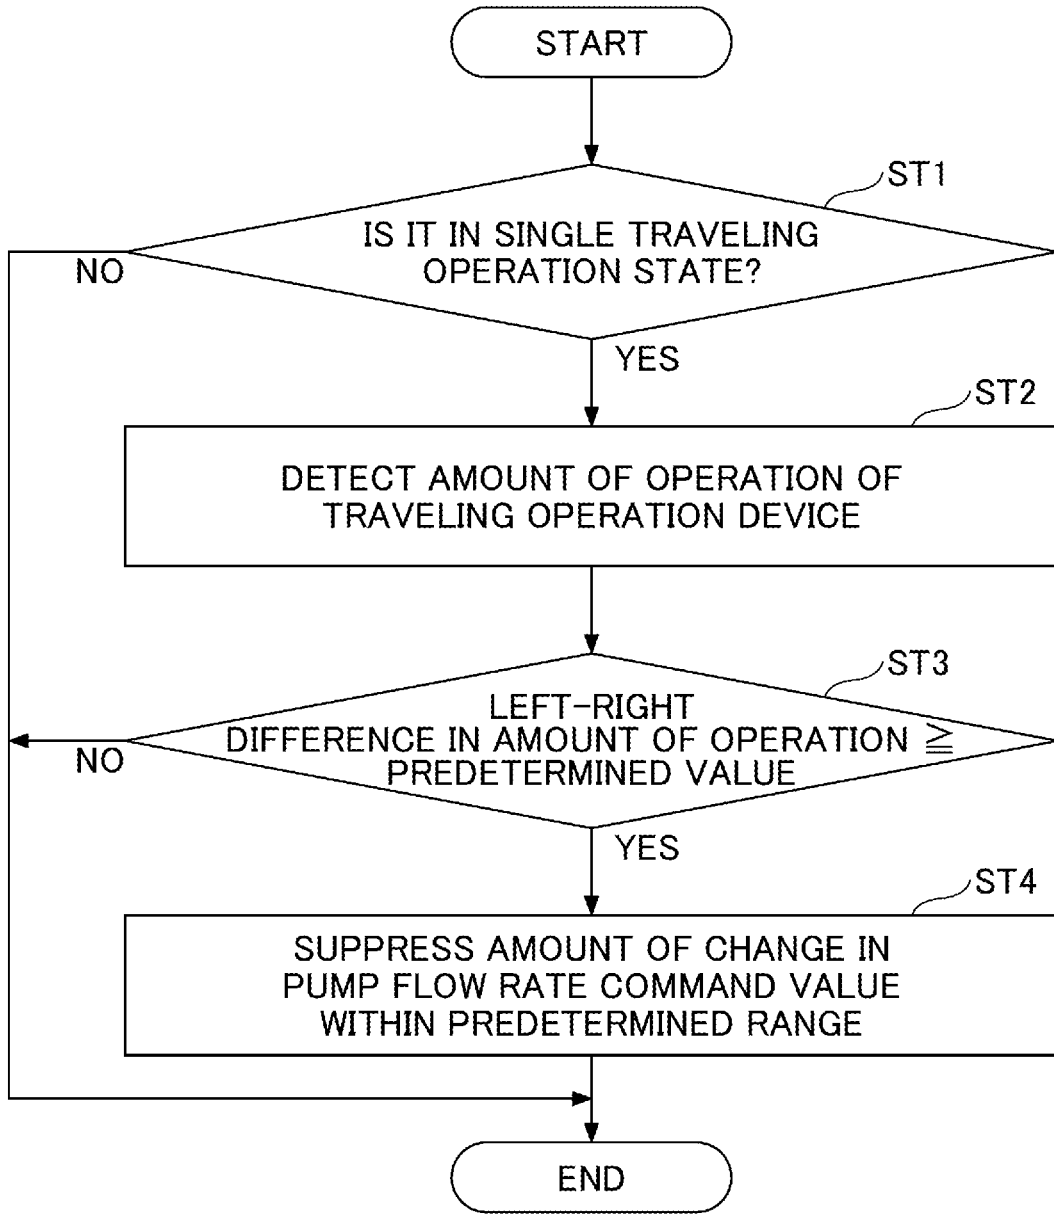 START
ST1
IS IT IN SINGLE TRAVELING
OPERATION STATE?
NO
YES
ST2
DETECT AMOUNT OF OPERATION OF
TRAVELING OPERATION DEVICE
ST3
LEFT-RIGHT
DIFFERENCE IN AMOUNT OF OPERATION ≧
PREDETERMINED VALUE
NO
YES
ST4
SUPPRESS AMOUNT OF CHANGE IN
PUMP FLOW RATE COMMAND VALUE
WITHIN PREDETERMINED RANGE
END